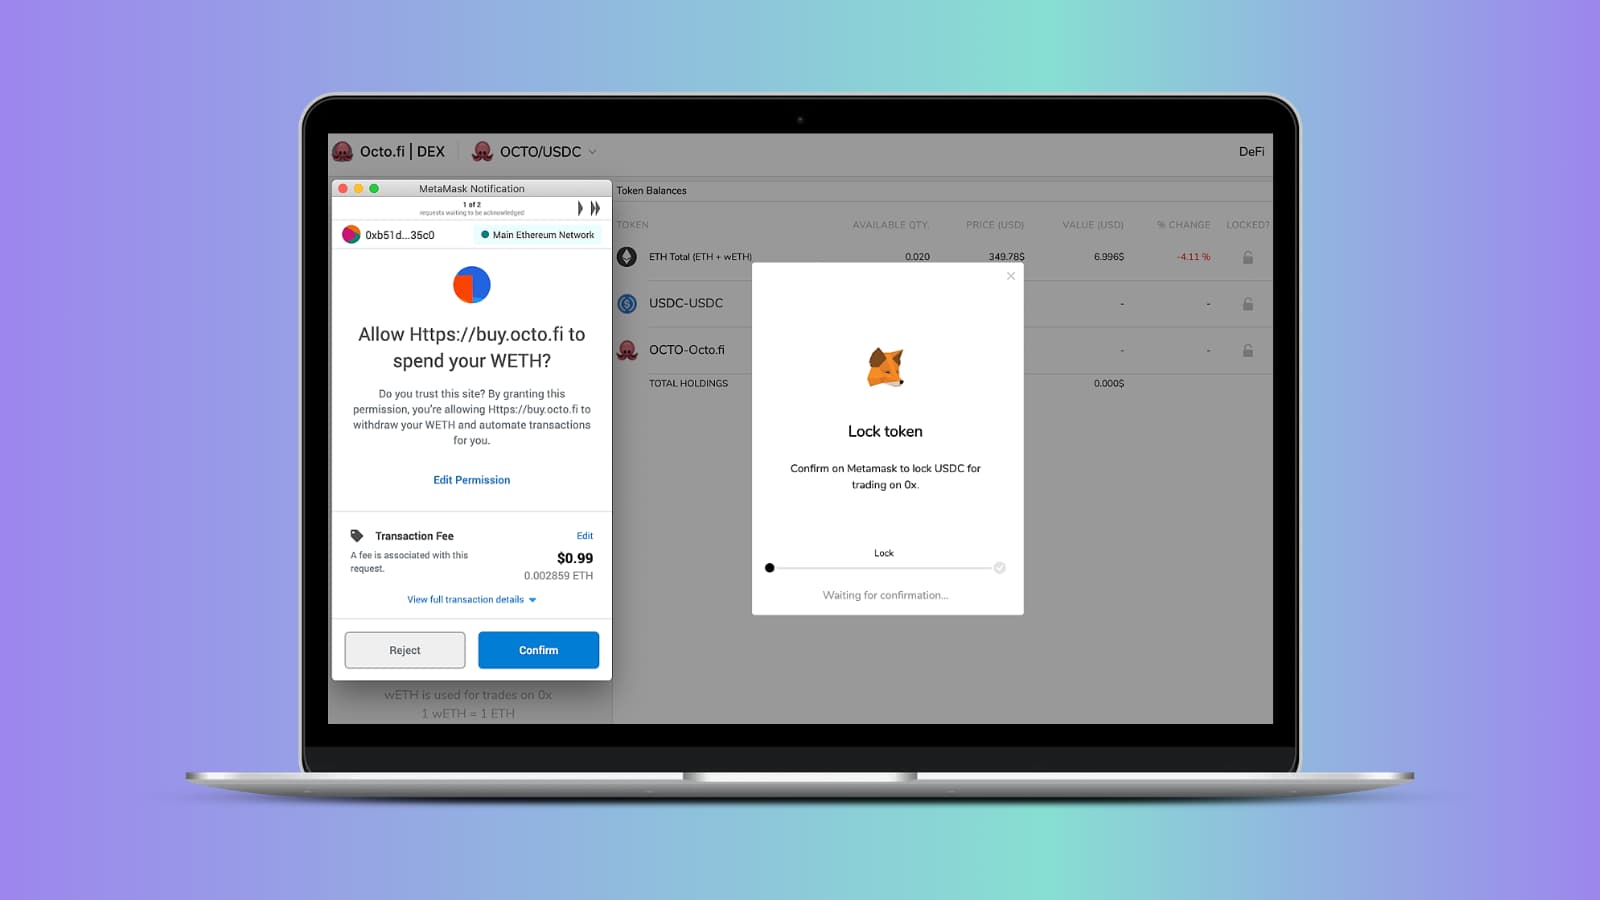 Octo.fi | DEX
OCTO/USDC
DeFi
MetaMask Notification
1 of 2
requests waiting to be acknowledged
0xb51d...35c0
Main Ethereum Network
Allow Https://buy.octo.fi to
spend your WETH?
Do you trust this site? By granting this
permission, you're allowing Https://buy.octo.fi to
withdraw your WETH and automate transactions
for you.
Edit Permission
Transaction Fee
Edit
A fee is associated with this
request.
$0.99
0.002859 ETH
View full transaction details
Reject
Confirm
wETH is used for trades on 0x
1 wETH = 1 ETH
Token Balances
TOKEN AVAILABLE QTY. PRICE (USD) VALUE (USD) % CHANGE LOCKED?
ETH Total (ETH + wETH) 0.020 349.78$ 6.996$ -4.11 %
USDC-USDC - -
OCTO-Octo.fi - -
TOTAL HOLDINGS 0.000$
Lock token
Confirm on Metamask to lock USDC for
trading on 0x.
Lock
Waiting for confirmation...